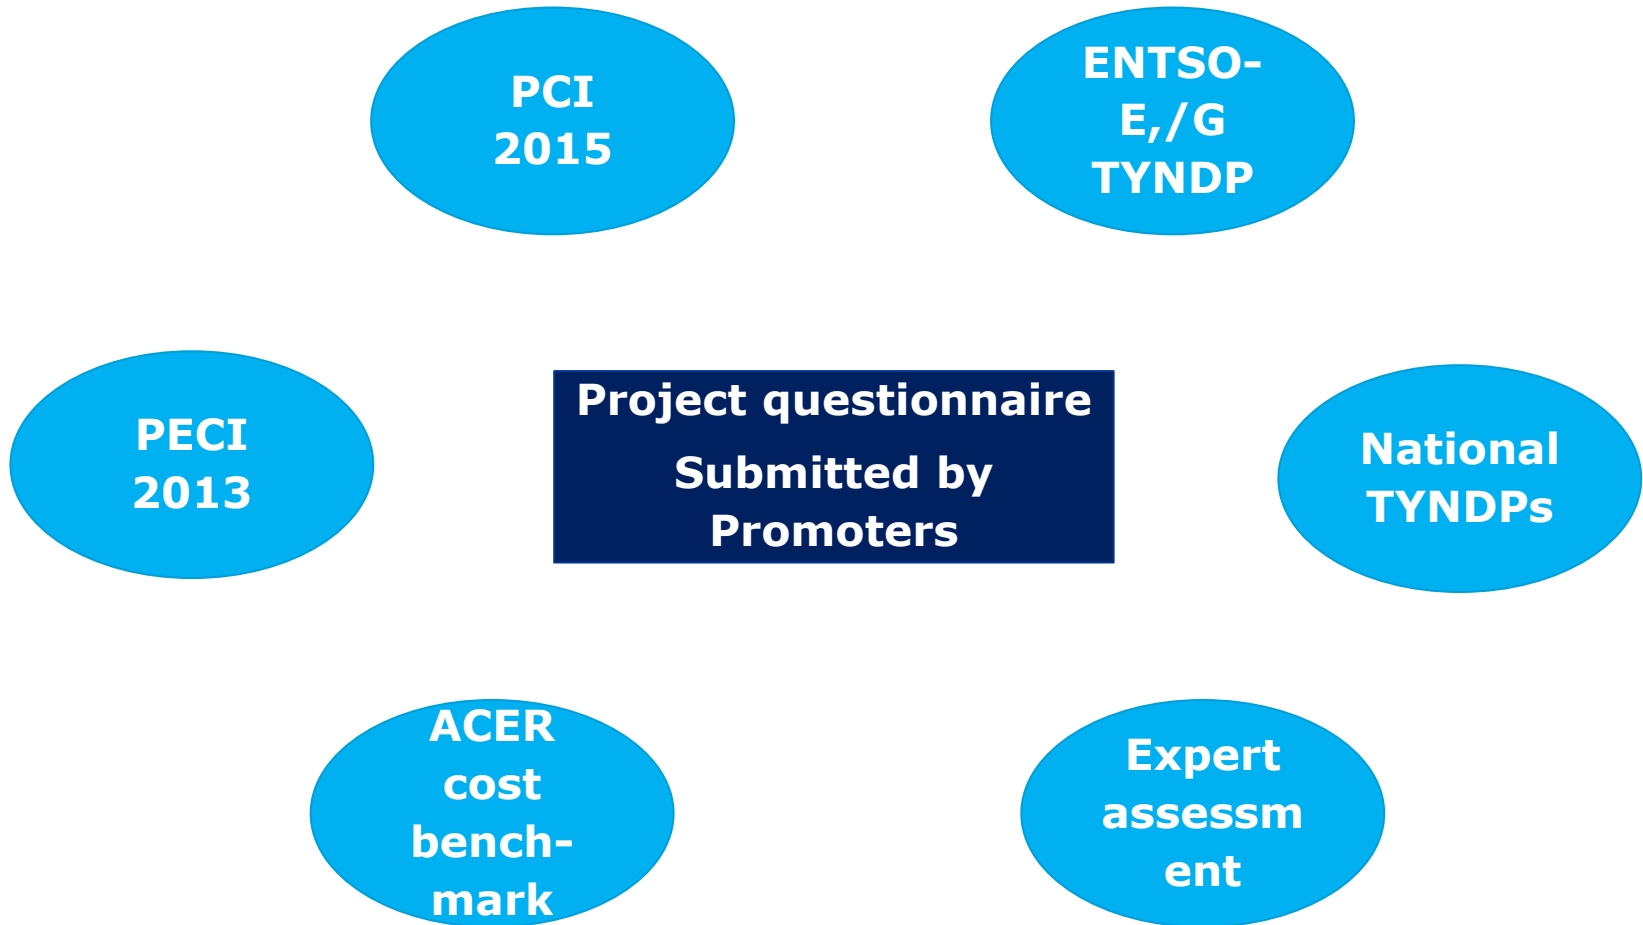 PCI
2015
ENTSO-
E,/G
TYNDP
PECI
2013
Project questionnaire
Submitted by
Promoters
National
TYNDPs
ACER
cost
bench-
mark
Expert
assessm
ent